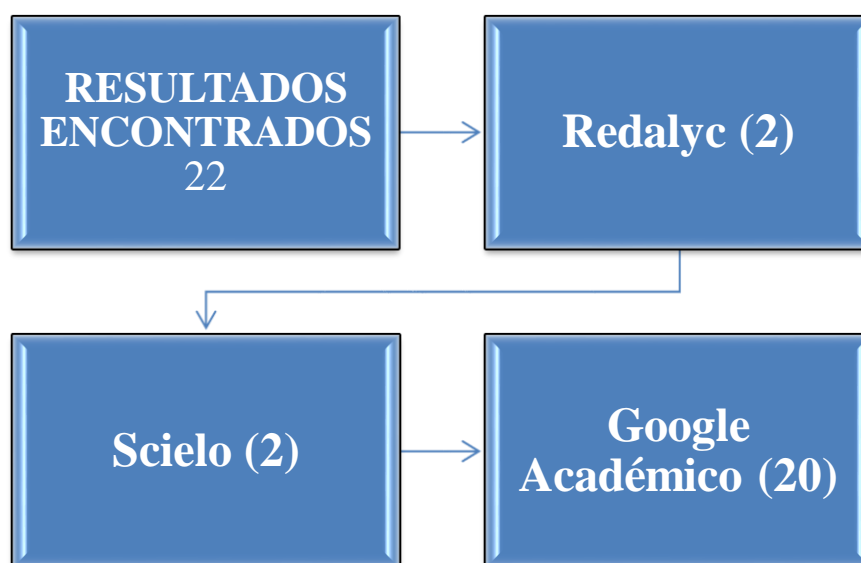 RESULTADOS
ENCONTRADOS
22
Redalyc (2)
Scielo (2)
Google
Académico (20)